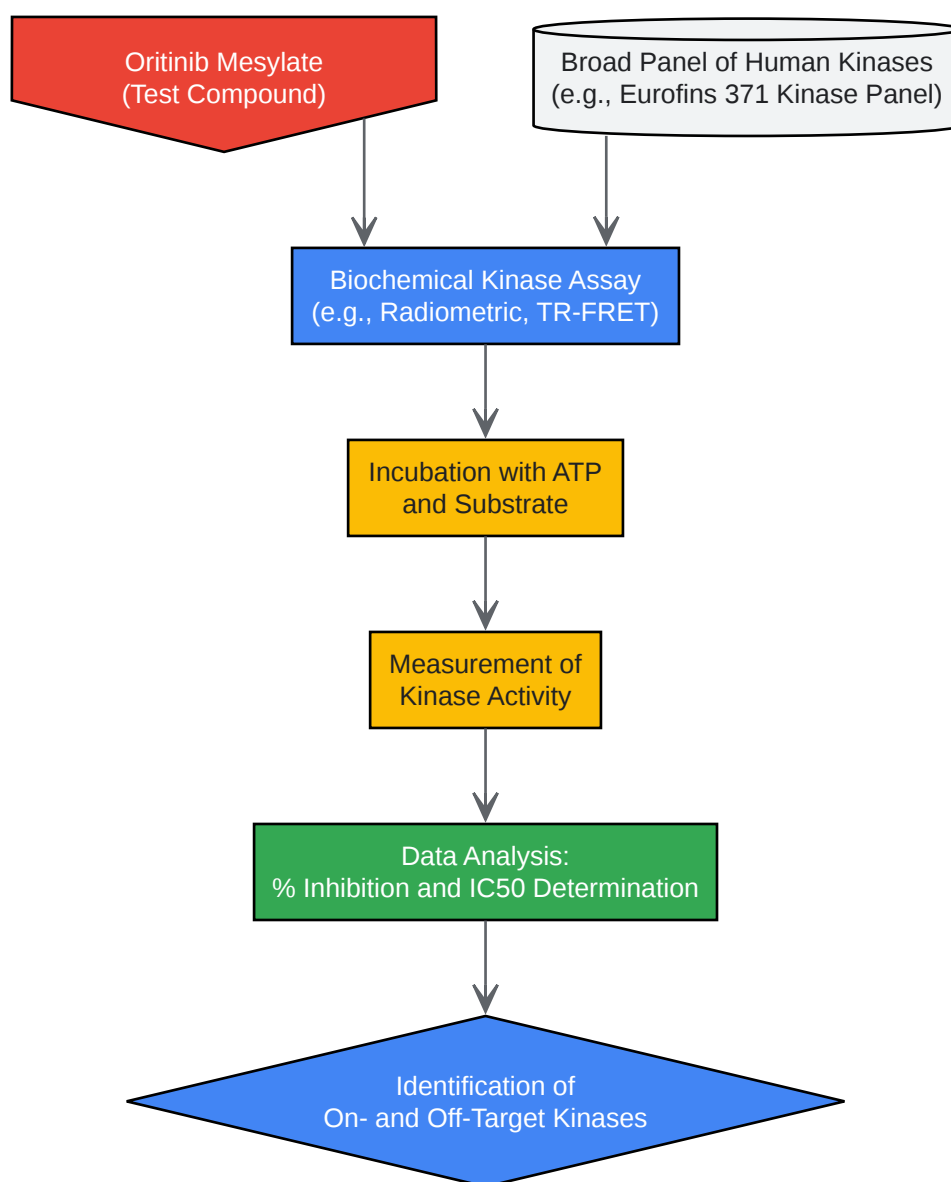 Oritinib Mesylate
(Test Compound)
Broad Panel of Human Kinases
(e.g., Eurofins 371 Kinase Panel)
Biochemical Kinase Assay
(e.g., Radiometric, TR-FRET)
Incubation with ATP
and Substrate
Measurement of
Kinase Activity
Data Analysis:
% Inhibition and IC50 Determination
Identification of
On- and Off-Target Kinases